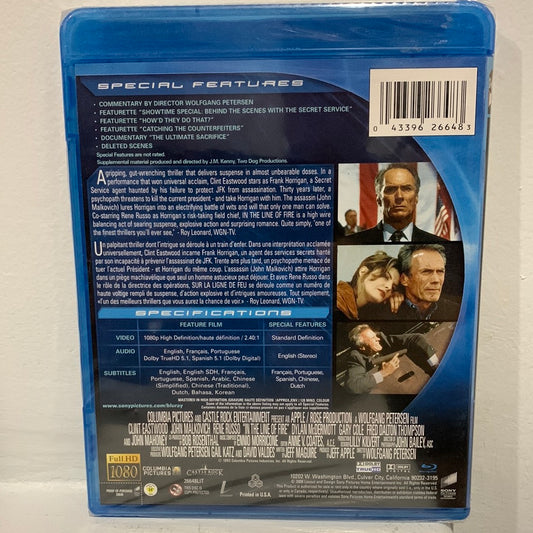 SPECIAL FEATURES
• COMMENTARY BY DIRECTOR WOLFGANG PETERSEN
• FEATURETTE "SHOWTIME SPECIAL: BEHIND THE SCENES WITH THE SECRET SERVICE"
• FEATURETTE "HOW'D THEY DO THAT?"
• FEATURETTE "CATCHING THE COUNTERFEITERS"
• DOCUMENTARY "THE ULTIMATE SACRIFICE"
• DELETED SCENES
Special Features are not rated.
Supplemental material produced and directed by J.M. Kenny, Two Dog Productions.
0 43396 26648 3
A gripping, gut-wrenching thriller that delivers suspense in almost unbearable doses. In a
performance that won universal acclaim, Clint Eastwood stars as Frank Horrigan, a Secret
Service agent haunted by his failure to protect JFK from assassination. Thirty years later, a
psychopath threatens to kill the current president - and take Horrigan with him. The assassin (John
Malkovich) lures Horrigan into an electrifying battle of wits and will that only one man can solve.
Co-starring Rene Russo as Horrigan's risk-taking field chief, IN THE LINE OF FIRE is a high wire
balancing act of searing suspense, explosive action and surprising romance. Quite simply, "one
of the finest thrillers you'll ever see," - Roy Leonard, WGN-TV.
Un palpitant thriller dont l'intrigue se déroule à un train d'enfer. Dans une interprétation acclamée
universellement, Clint Eastwood incarne Frank Horrigan, un agent des services secrets hanté
par son incapacité à prévenir l'assassinat de JFK. Trente ans plus tard, un psychopathe menace de
tuer l'actuel Président - et Horrigan du même coup. L'assassin (John Malkovich) attire Horrigan
dans un piège machiavélique que seul un homme astucieux peut déjouer. Et avec Rene Russo dans
le rôle de la directrice des opérations, SUR LA LIGNE DE FEU se déroule comme un numéro de
haute voltige rempli de suspense, d'action explosive et d'intrigues amoureuses. Tout simplement,
«l'un des meilleurs thrillers que vous aurez la chance de voir.» - Roy Leonard, WGN-TV.
SPECIFICATIONS
FEATURE FILM SPECIAL FEATURES
VIDEO 1080p High Definition/haute définition / 2.40:1 Standard Definition
AUDIO English, Français, Portuguese
Dolby TrueHD 5.1, Spanish 5.1 (Dolby Digital) English (Stereo)
SUBTITLES English, English SDH, Français,
Portuguese, Spanish, Arabic, Chinese
(Simplified), Chinese (Traditional),
Dutch, Bahasa, Korean
Français, Portuguese,
Spanish, Chinese,
Dutch
www.sonypictures.com/bluray
COLUMBIA PICTURES AND CASTLE ROCK ENTERTAINMENT PRESENT AN APPLE / ROSE PRODUCTION A WOLFGANG PETERSEN FILM
CLINT EASTWOOD JOHN MALKOVICH RENE RUSSO "IN THE LINE OF FIRE" DYLAN McDERMOTT GARY COLE FRED DALTON THOMPSON
AND JOHN MAHONEY BOB ROSENTHAL ENNIO MORRICONE ANNE V. COATES, A.C.E. LILLY KILVERT JOHN BAILEY, ASC
WOLFGANG PETERSEN, GAIL KATZ AND DAVID VALDES JEFF MAGUIRE JEFF APPLE WOLFGANG PETERSEN
Full HD
1080
COLUMBIA PICTURES
CASTLE ROCK
26648LIT
Printed in U.S.A.
10202 W. Washington Blvd., Culver City, CA 90232-3195
SONY